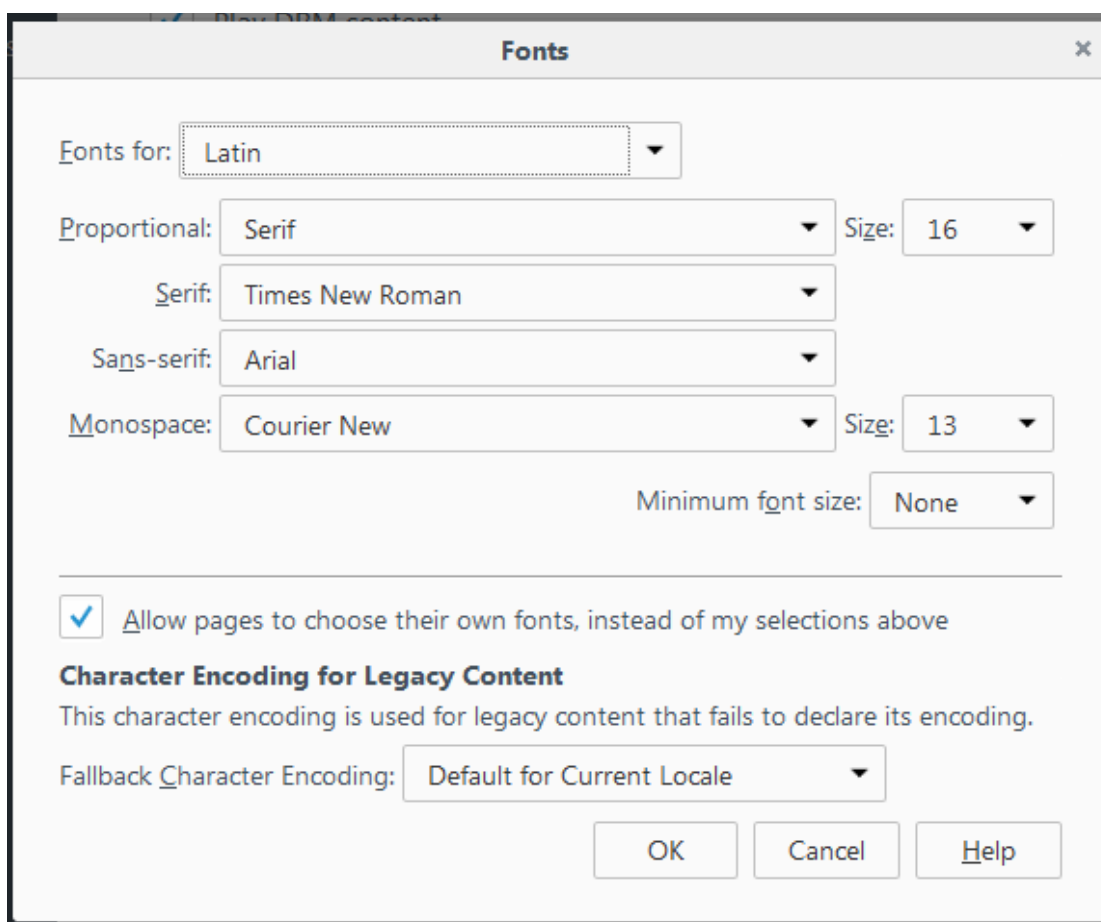 Play DRM content
Fonts
Fonts for: Latin
Proportional: Serif Size: 16
Serif: Times New Roman
Sans-serif: Arial
Monospace: Courier New Size: 13
Minimum font size: None
Allow pages to choose their own fonts, instead of my selections above
Character Encoding for Legacy Content
This character encoding is used for legacy content that fails to declare its encoding.
Fallback Character Encoding: Default for Current Locale
OK Cancel Help